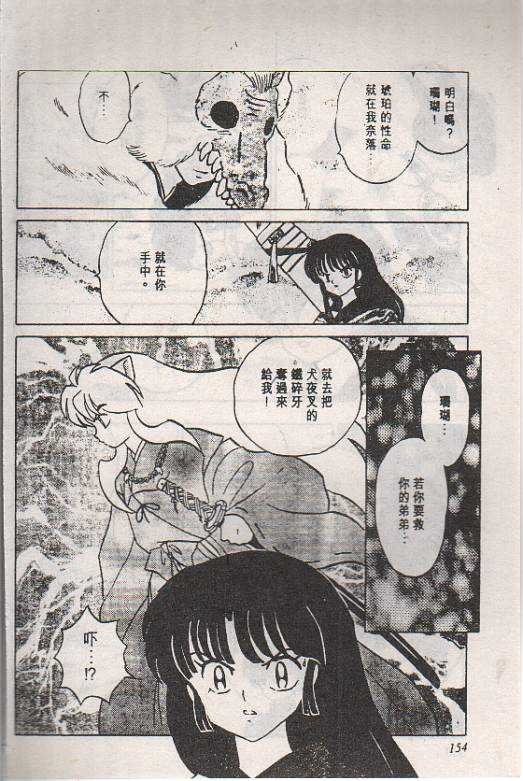 明白嗎？
珊瑚！
琥珀的性命
就在我奈落…
不…
就在你
手中。
珊瑚…
若你要救
你的弟弟…
就去把
犬夜叉的
鐵碎牙
奪過來
給我！
吓…!?
154